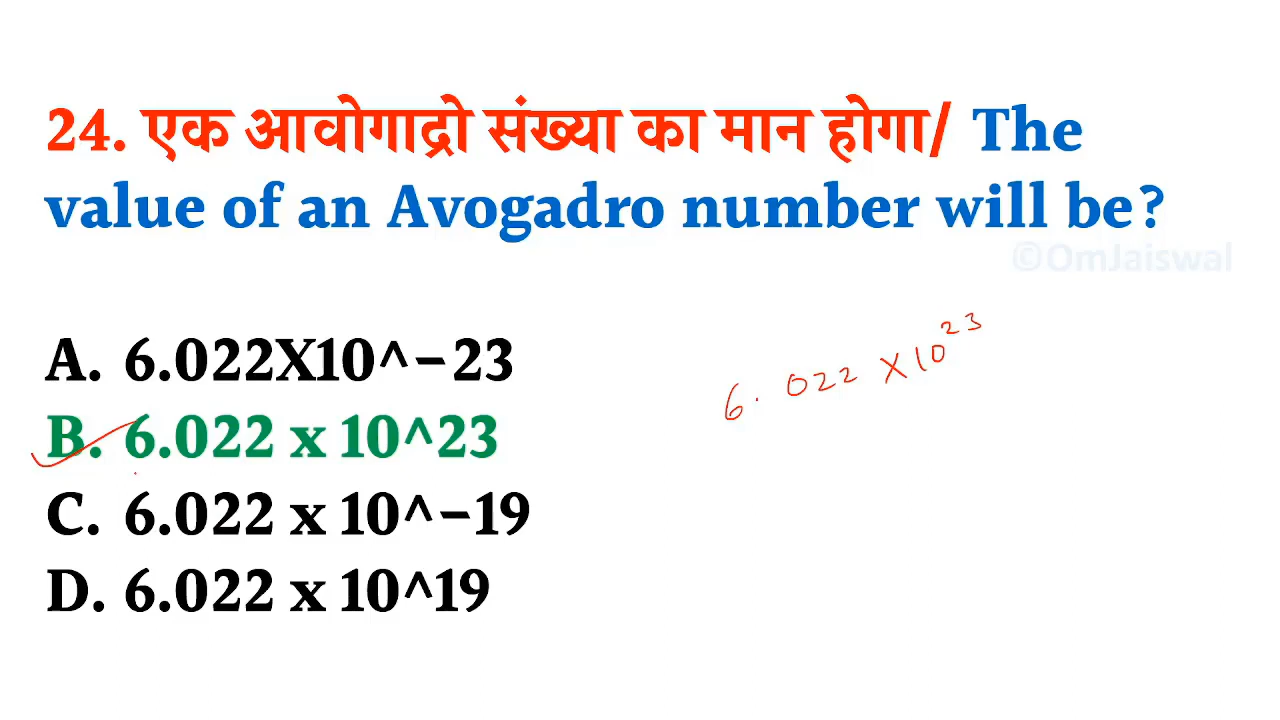 24. एक आवोगाद्रो संख्या का मान होगा/ The
value of an Avogadro number will be?
©OmJaiswal
A. 6.022X10^−23
6.022 X 10^23
B. 6.022 x 10^23
C. 6.022 x 10^−19
D. 6.022 x 10^19